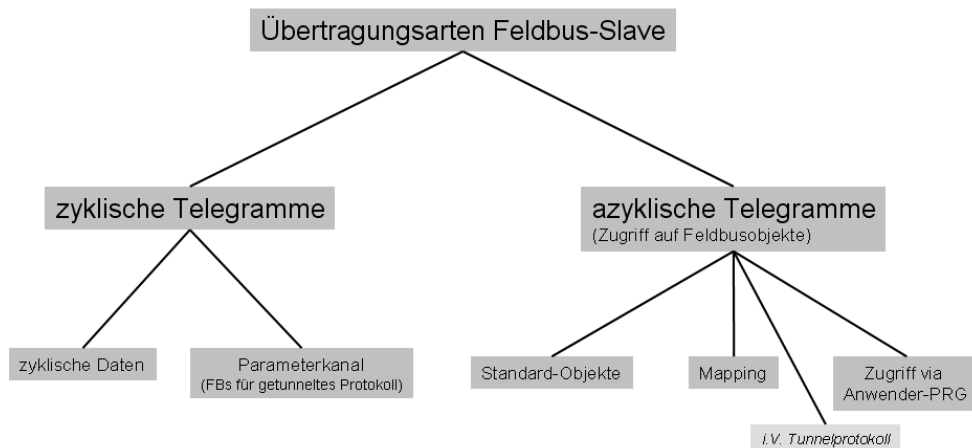 Übertragungsarten Feldbus-Slave
zyklische Telegramme
azyklische Telegramme
(Zugriff auf Feldbusobjekte)
zyklische Daten
Parameterkanal
(FBs für getunneltes Protokoll)
Standard-Objekte
Mapping
Zugriff via
Anwender-PRG
i.V. Tunnelprotokoll